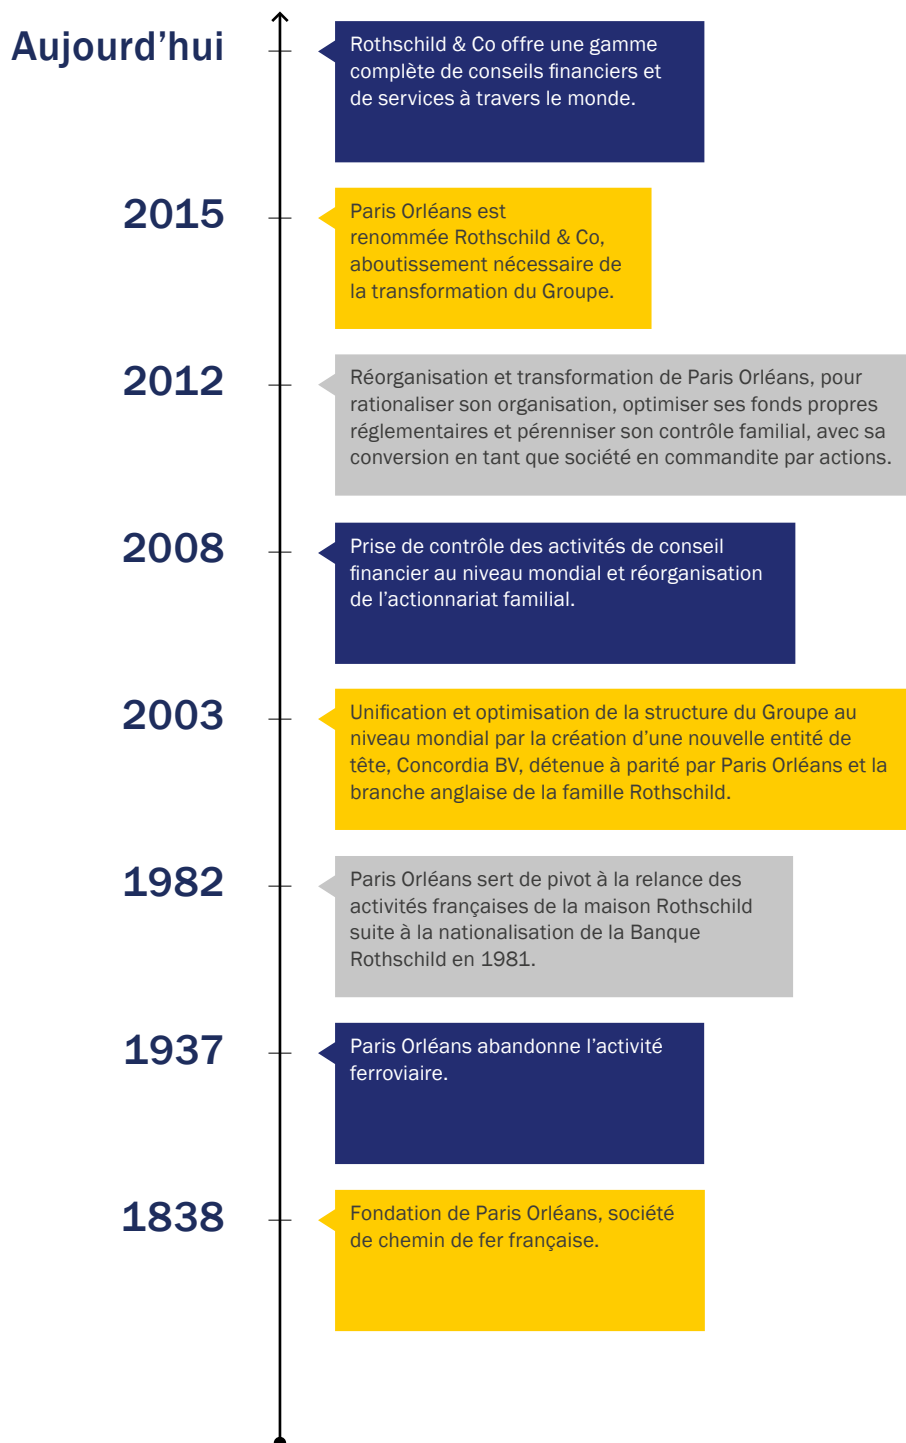 Aujourd’hui
Rothschild & Co offre une gamme
complète de conseils financiers et
de services à travers le monde.
2015
Paris Orléans est
renommée Rothschild & Co,
aboutissement nécessaire de
la transformation du Groupe.
2012
Réorganisation et transformation de Paris Orléans, pour
rationaliser son organisation, optimiser ses fonds propres
réglementaires et pérenniser son contrôle familial, avec sa
conversion en tant que société en commandite par actions.
2008
Prise de contrôle des activités de conseil
financier au niveau mondial et réorganisation
de l’actionnariat familial.
2003
Unification et optimisation de la structure du Groupe au
niveau mondial par la création d’une nouvelle entité de
tête, Concordia BV, détenue à parité par Paris Orléans et la
branche anglaise de la famille Rothschild.
1982
Paris Orléans sert de pivot à la relance des
activités françaises de la maison Rothschild
suite à la nationalisation de la Banque
Rothschild en 1981.
1937
Paris Orléans abandonne l’activité
ferroviaire.
1838
Fondation de Paris Orléans, société
de chemin de fer française.